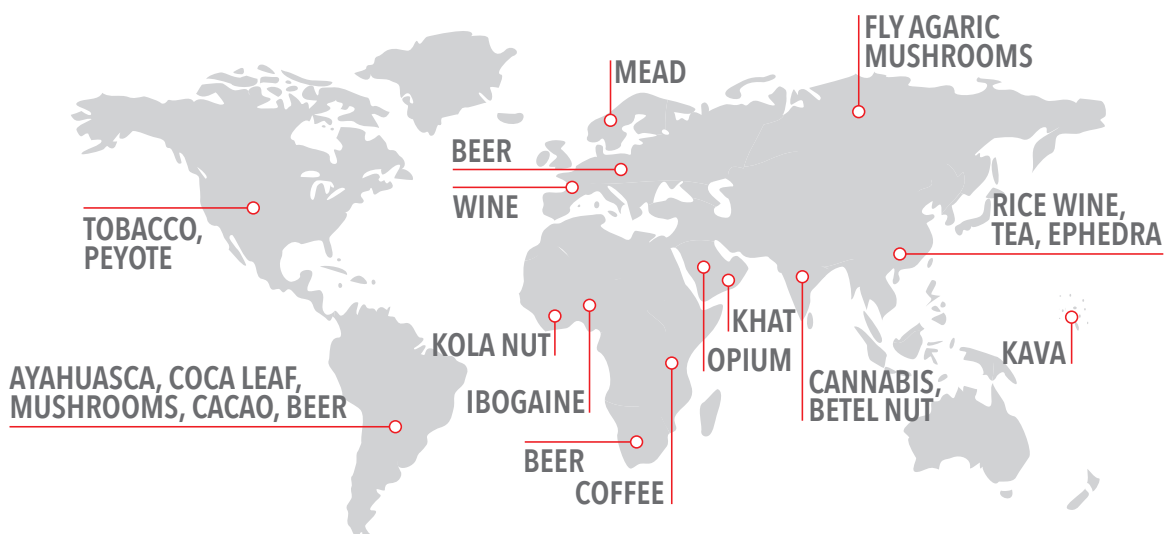 FLY AGARIC
MUSHROOMS
MEAD
BEER
WINE
TOBACCO,
PEYOTE
RICE WINE,
TEA, EPHEDRA
KHAT
KOLA NUT
OPIUM
KAVA
AYAHUASCA, COCA LEAF,
MUSHROOMS, CACAO, BEER
IBOGAINE
CANNABIS,
BETEL NUT
BEER
COFFEE